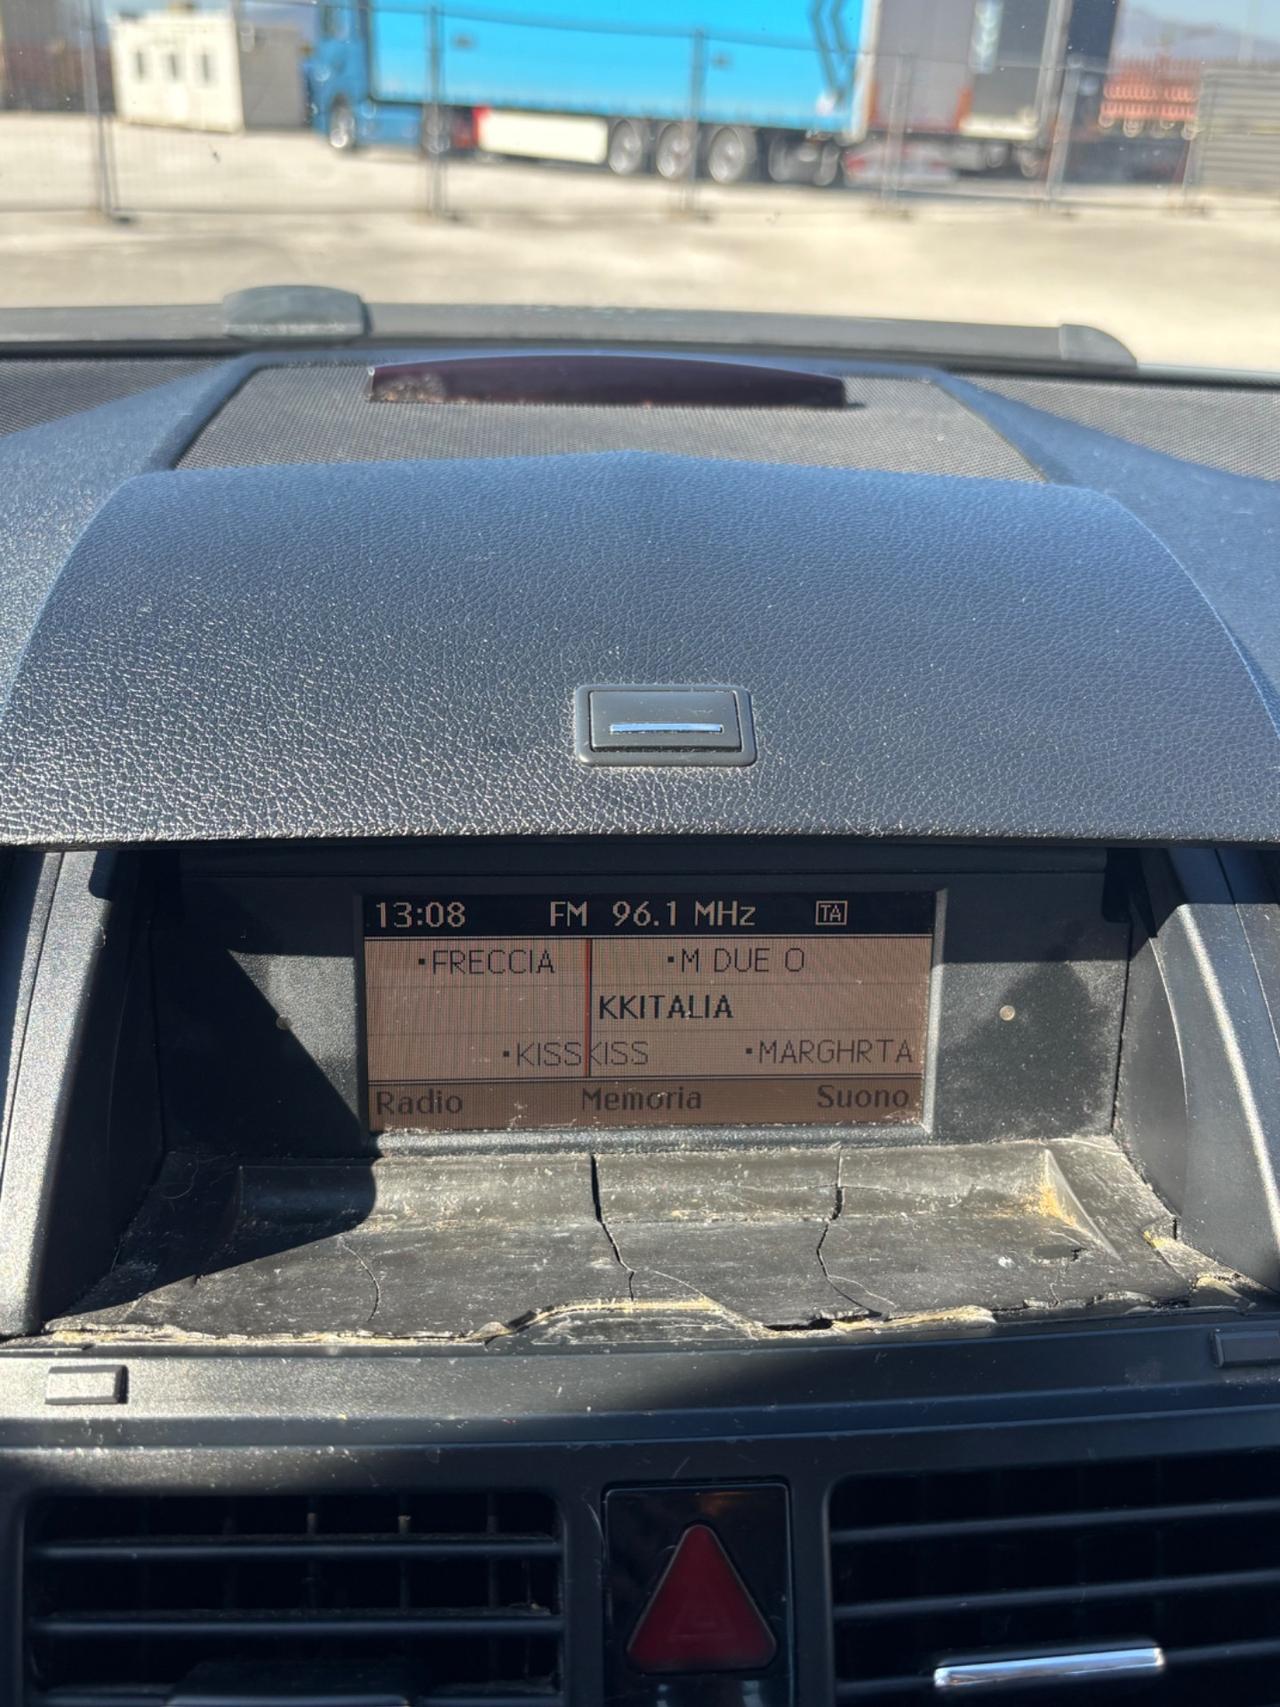 13:08 FM 96.1 MHz TA
·FRECCIA ·M DUE O
KKITALIA
·KISSKISS ·MARGHRTA
Radio Memoria Suono